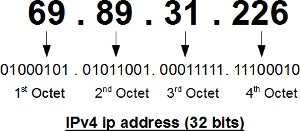 69 . 89 . 31 . 226
01000101 . 01011001 . 00011111 . 11100010
1st Octet 2nd Octet 3rd Octet 4th Octet
IPv4 ip address (32 bits)